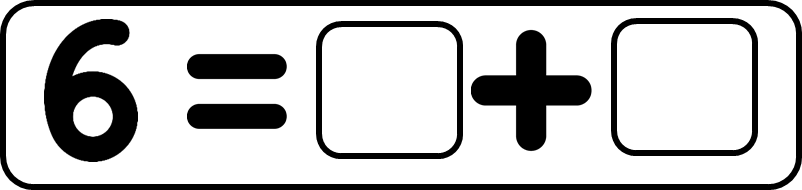 6 = □ + □